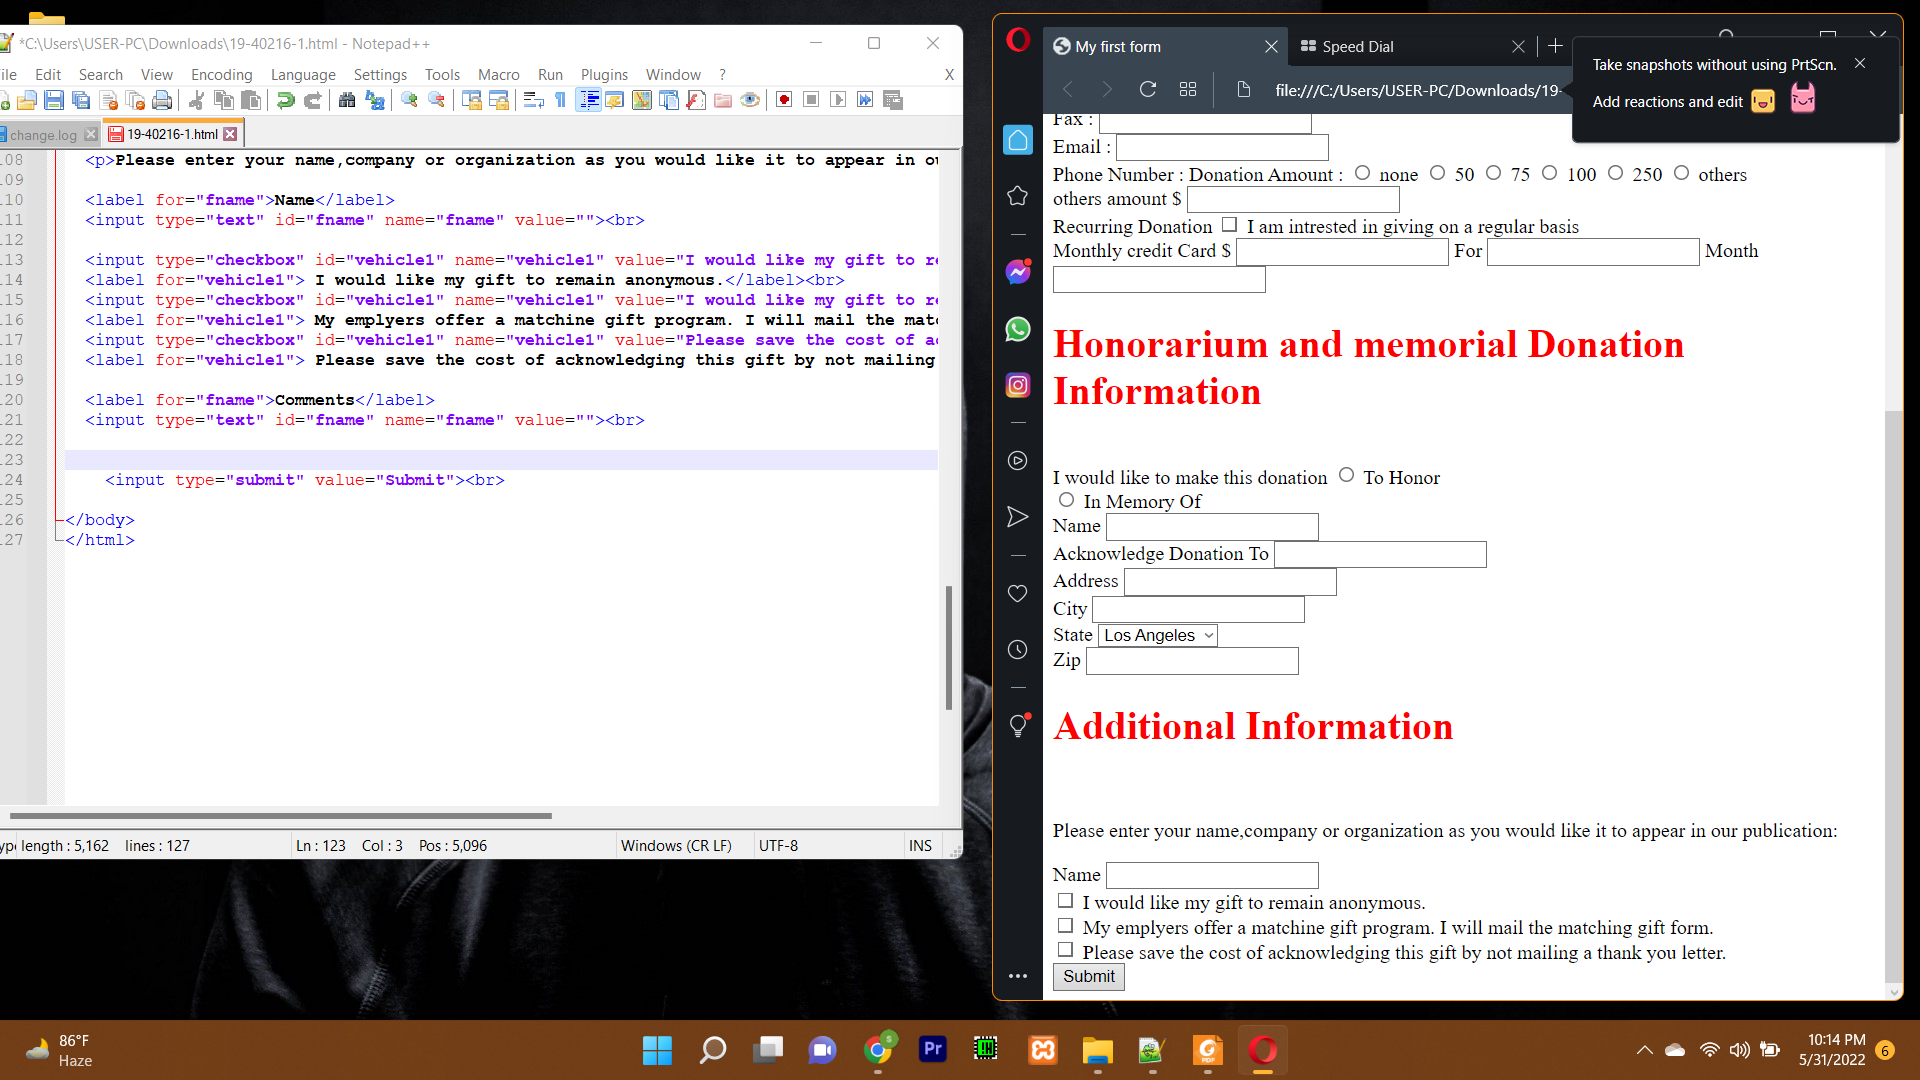 *C:\Users\USER-PC\Downloads\19-40216-1.html - Notepad++
ile Edit Search View Encoding Language Settings Tools Macro Run Plugins Window ? X
change.log 19-40216-1.html
108 <p>Please enter your name,company or organization as you would like it to appear in ou
109
110 <label for="fname">Name</label>
111 <input type="text" id="fname" name="fname" value=""><br>
112
113 <input type="checkbox" id="vehicle1" name="vehicle1" value="I would like my gift to re
114 <label for="vehicle1"> I would like my gift to remain anonymous.</label><br>
115 <input type="checkbox" id="vehicle1" name="vehicle1" value="I would like my gift to re
116 <label for="vehicle1"> My emplyers offer a matchine gift program. I will mail the matc
117 <input type="checkbox" id="vehicle1" name="vehicle1" value="Please save the cost of ac
118 <label for="vehicle1"> Please save the cost of acknowledging this gift by not mailing
119
120 <label for="fname">Comments</label>
121 <input type="text" id="fname" name="fname" value=""><br>
122
123
124 <input type="submit" value="Submit"><br>
125
126 </body>
127 </html>
length : 5,162 lines : 127 Ln : 123 Col : 3 Pos : 5,096 Windows (CR LF) UTF-8 INS
My first form Speed Dial
file:///C:/Users/USER-PC/Downloads/19-
Take snapshots without using PrtScn.
Add reactions and edit
Fax :
Email :
Phone Number : Donation Amount : none 50 75 100 250 others
others amount $
Recurring Donation I am intrested in giving on a regular basis
Monthly credit Card $ For Month
Honorarium and memorial Donation
Information
I would like to make this donation To Honor
In Memory Of
Name
Acknowledge Donation To
Address
City
State Los Angeles
Zip
Additional Information
Please enter your name,company or organization as you would like it to appear in our publication:
Name
I would like my gift to remain anonymous.
My emplyers offer a matchine gift program. I will mail the matching gift form.
Please save the cost of acknowledging this gift by not mailing a thank you letter.
Submit
86°F
Haze
S
Pr
PDF
10:14 PM
5/31/2022
6